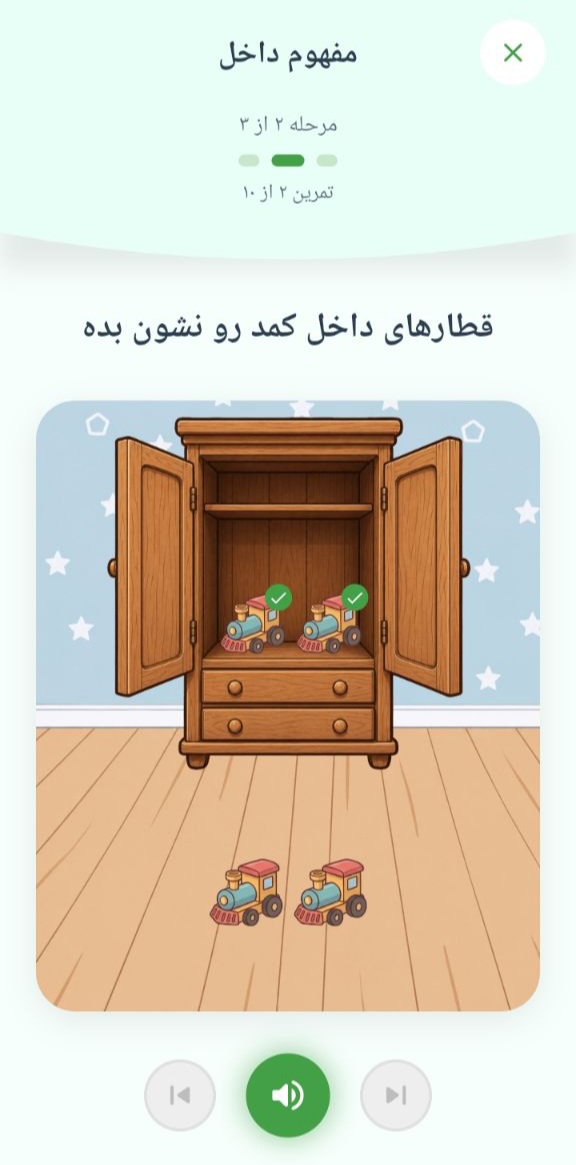 مفهوم داخل
مرحله ۲ از ۳
تمرین ۲ از ۱۰
قطارهای داخل کمد رو نشون بده